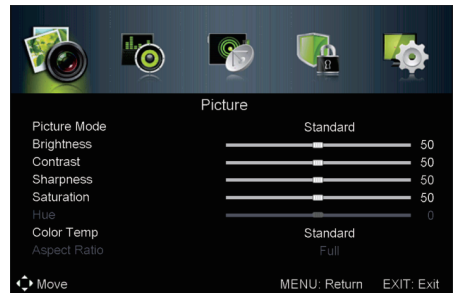 Picture
Picture Mode Standard
Brightness 50
Contrast 50
Sharpness 50
Saturation 50
Hue 0
Color Temp Standard
Aspect Ratio Full
Move MENU: Return EXIT: Exit